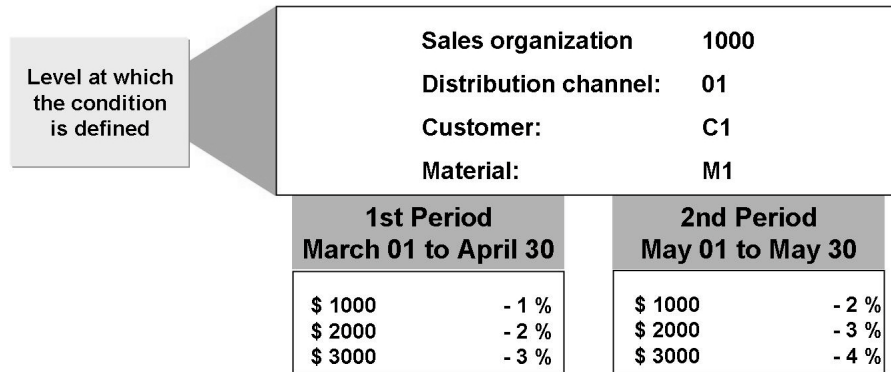 Level at which
the condition
is defined
Sales organization 1000
Distribution channel: 01
Customer: C1
Material: M1
1st Period
March 01 to April 30
2nd Period
May 01 to May 30
$ 1000 - 1 %
$ 2000 - 2 %
$ 3000 - 3 %
$ 1000 - 2 %
$ 2000 - 3 %
$ 3000 - 4 %